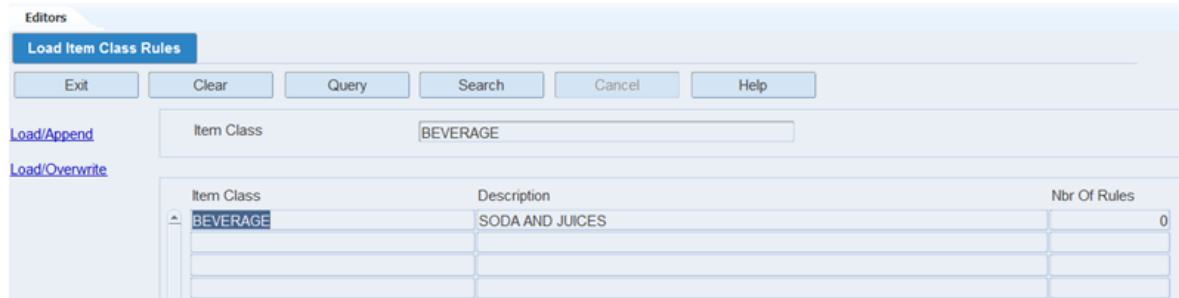 Editors
Load Item Class Rules
Exit Clear Query Search Cancel Help
Load/Append
Item Class BEVERAGE
Load/Overwrite
Item Class Description Nbr Of Rules
BEVERAGE SODA AND JUICES 0